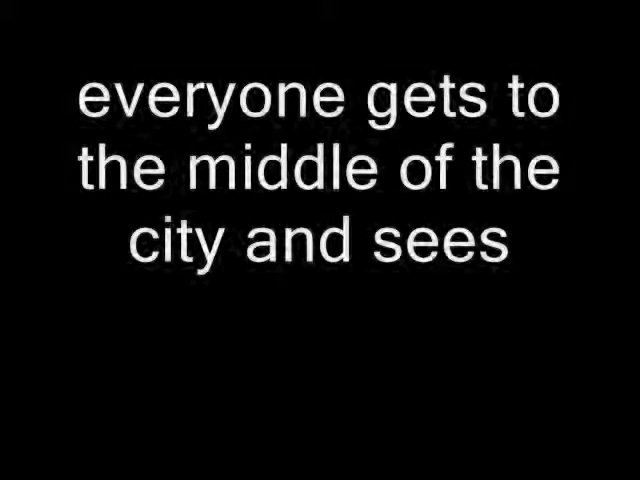 everyone gets to
the middle of the
city and sees